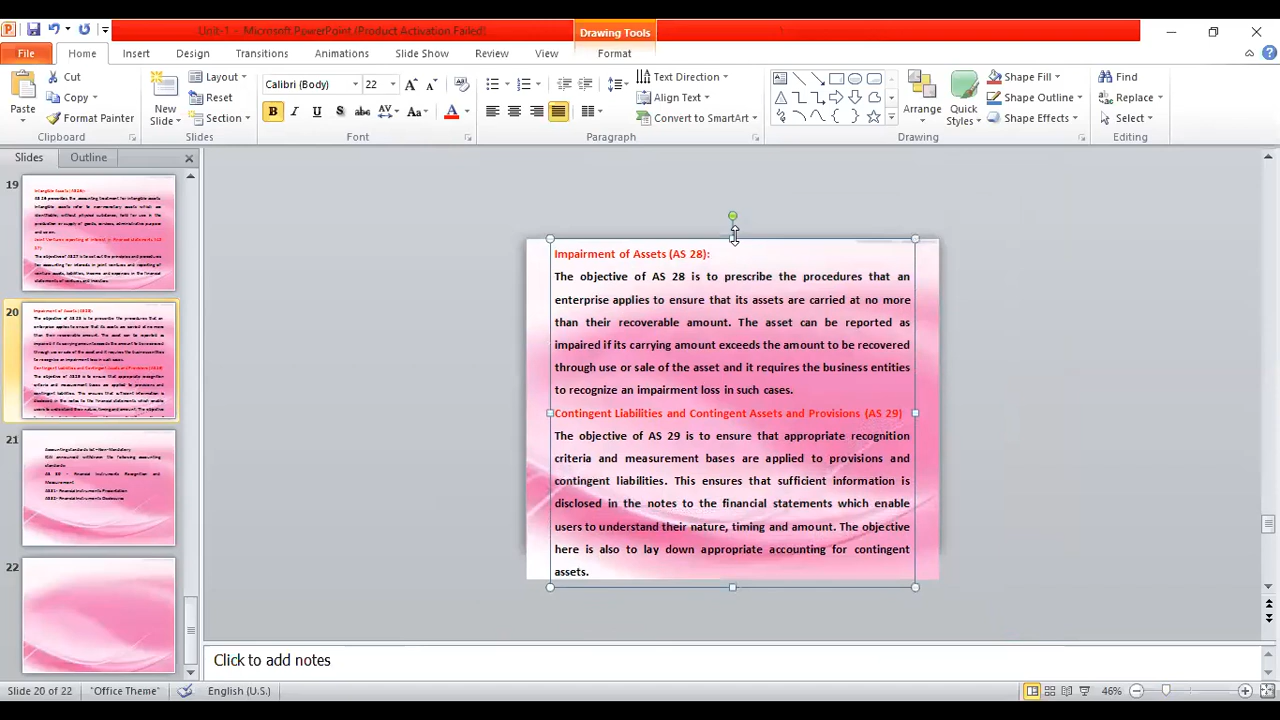 Unit-1 - Microsoft PowerPoint (Product Activation Failed)
Drawing Tools
File Home Insert Design Transitions Animations Slide Show Review View Format
Paste
Cut
Copy
Format Painter
Clipboard
New Slide
Layout
Reset
Section
Slides
Calibri (Body) 22
Font
Text Direction
Align Text
Convert to SmartArt
Paragraph
Arrange
Quick Styles
Shape Fill
Shape Outline
Shape Effects
Drawing
Find
Replace
Select
Editing
Slides Outline
19
20
21
22
Impairment of Assets (AS 28):
The objective of AS 28 is to prescribe the procedures that an
enterprise applies to ensure that its assets are carried at no more
than their recoverable amount. The asset can be reported as
impaired if its carrying amount exceeds the amount to be recovered
through use or sale of the asset and it requires the business entities
to recognize an impairment loss in such cases.
Contingent Liabilities and Contingent Assets and Provisions (AS 29)
The objective of AS 29 is to ensure that appropriate recognition
criteria and measurement bases are applied to provisions and
contingent liabilities. This ensures that sufficient information is
disclosed in the notes to the financial statements which enable
users to understand their nature, timing and amount. The objective
here is also to lay down appropriate accounting for contingent
assets.
Click to add notes
Slide 20 of 22 "Office Theme" English (U.S.) 46%